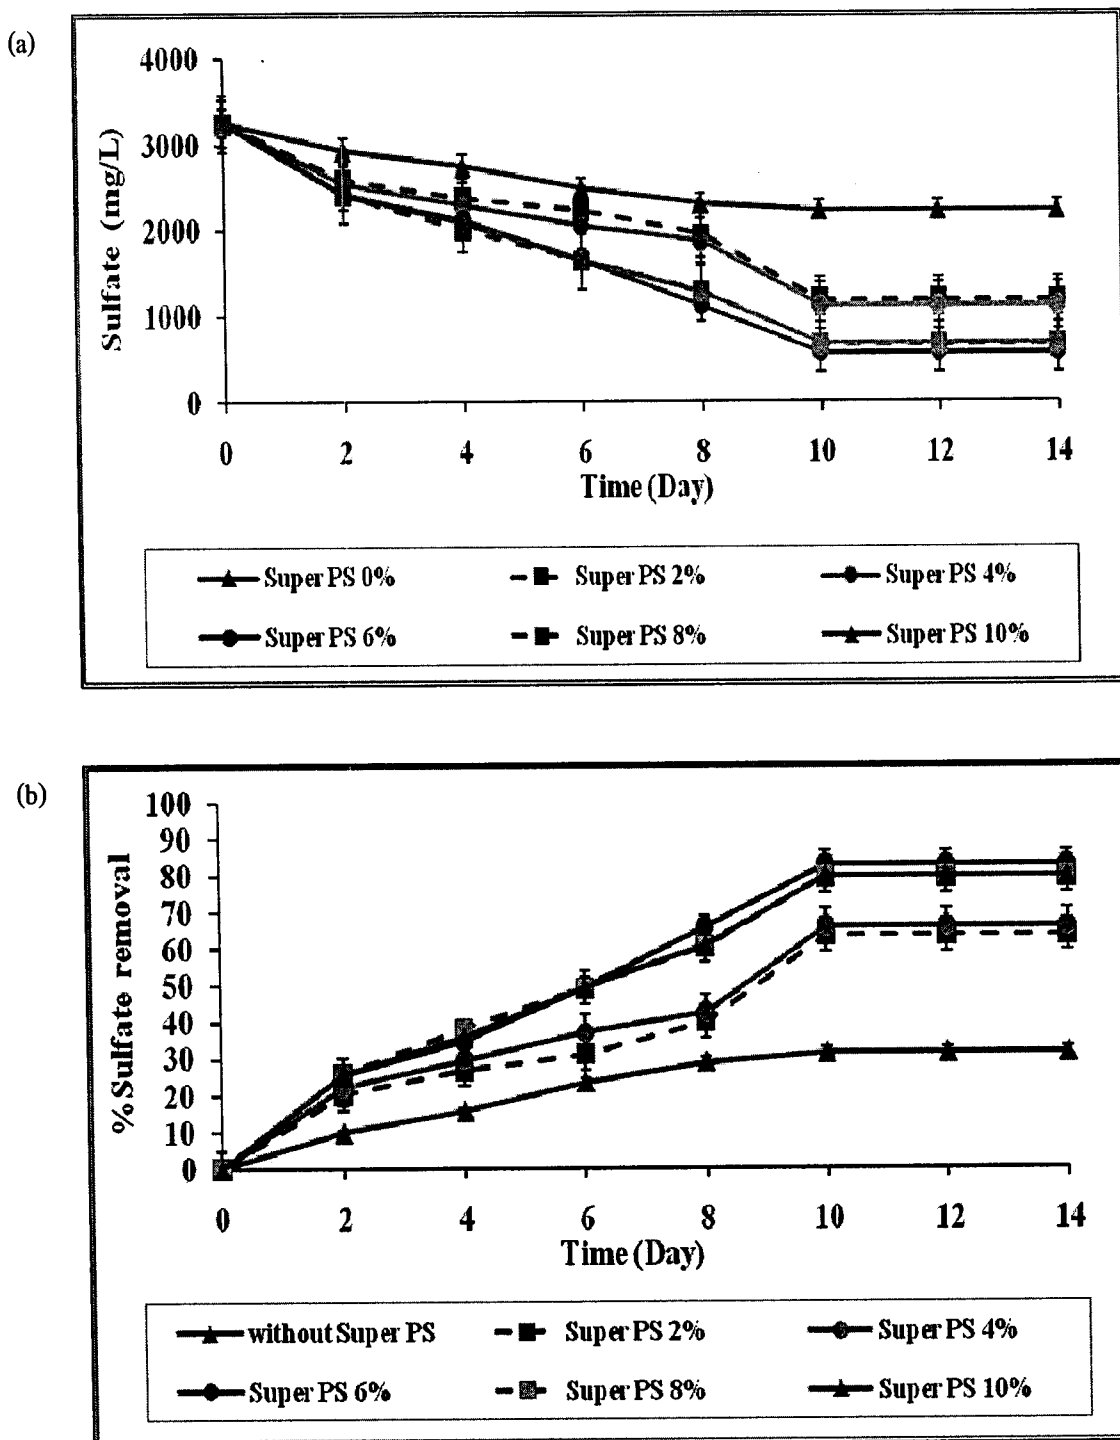 (a)
4000
3000
2000
1000
0
Sulfate (mg/L)
0 2 4 6 8 10 12 14
Time (Day)
Super PS 0% Super PS 2% Super PS 4%
Super PS 6% Super PS 8% Super PS 10%
(b)
100
90
80
70
60
50
40
30
20
10
0
%Sulfate removal
0 2 4 6 8 10 12 14
Time (Day)
without Super PS Super PS 2% Super PS 4%
Super PS 6% Super PS 8% Super PS 10%